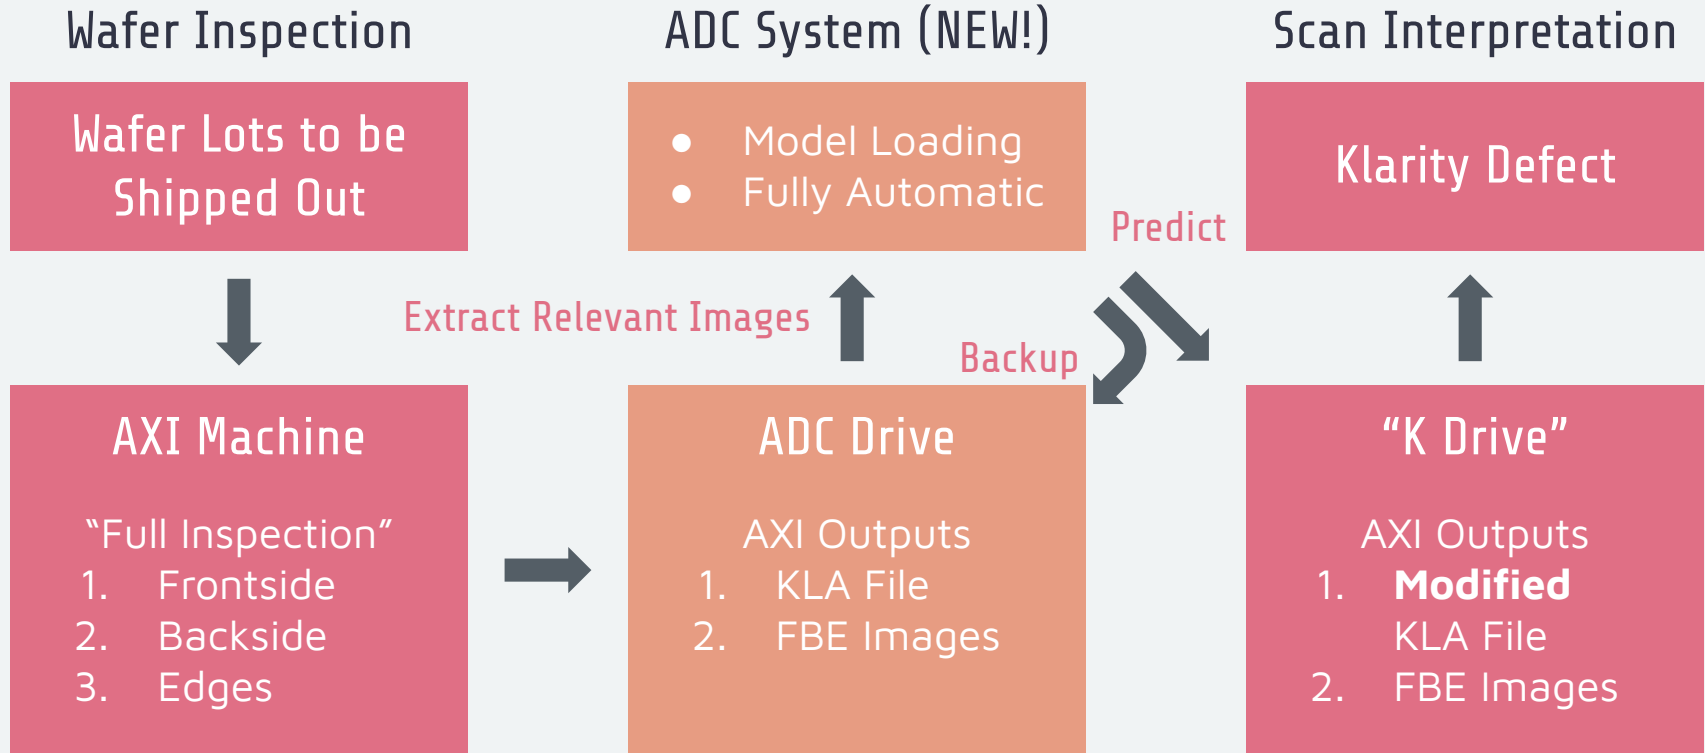 Wafer Inspection
Wafer Lots to be
Shipped Out
AXI Machine
“Full Inspection”
1. Frontside
2. Backside
3. Edges
ADC System (NEW!)
● Model Loading
● Fully Automatic
Extract Relevant Images
Predict
Backup
ADC Drive
AXI Outputs
1. KLA File
2. FBE Images
Scan Interpretation
Klarity Defect
“K Drive”
AXI Outputs
1. Modified
KLA File
2. FBE Images